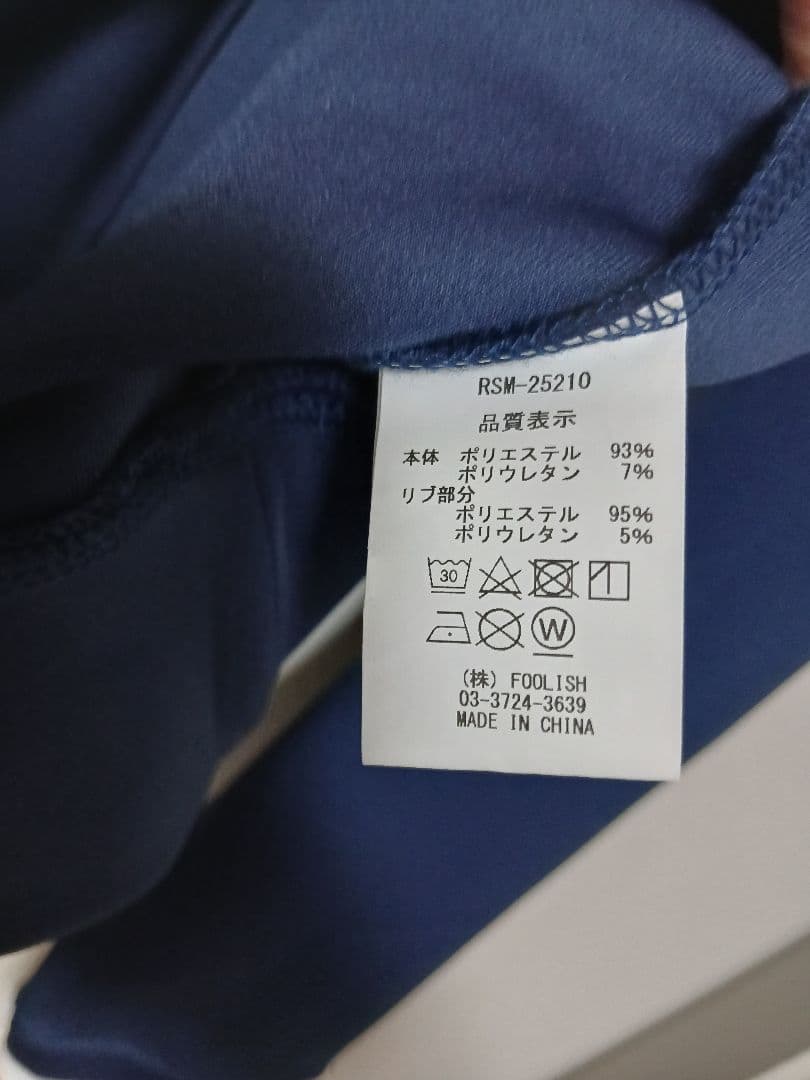 RSM-25210
品質表示
本体 ポリエステル 93%
ポリウレタン 7%
リブ部分
ポリエステル 95%
ポリウレタン 5%
30
W
(株) FOOLISH
03-3724-3639
MADE IN CHINA